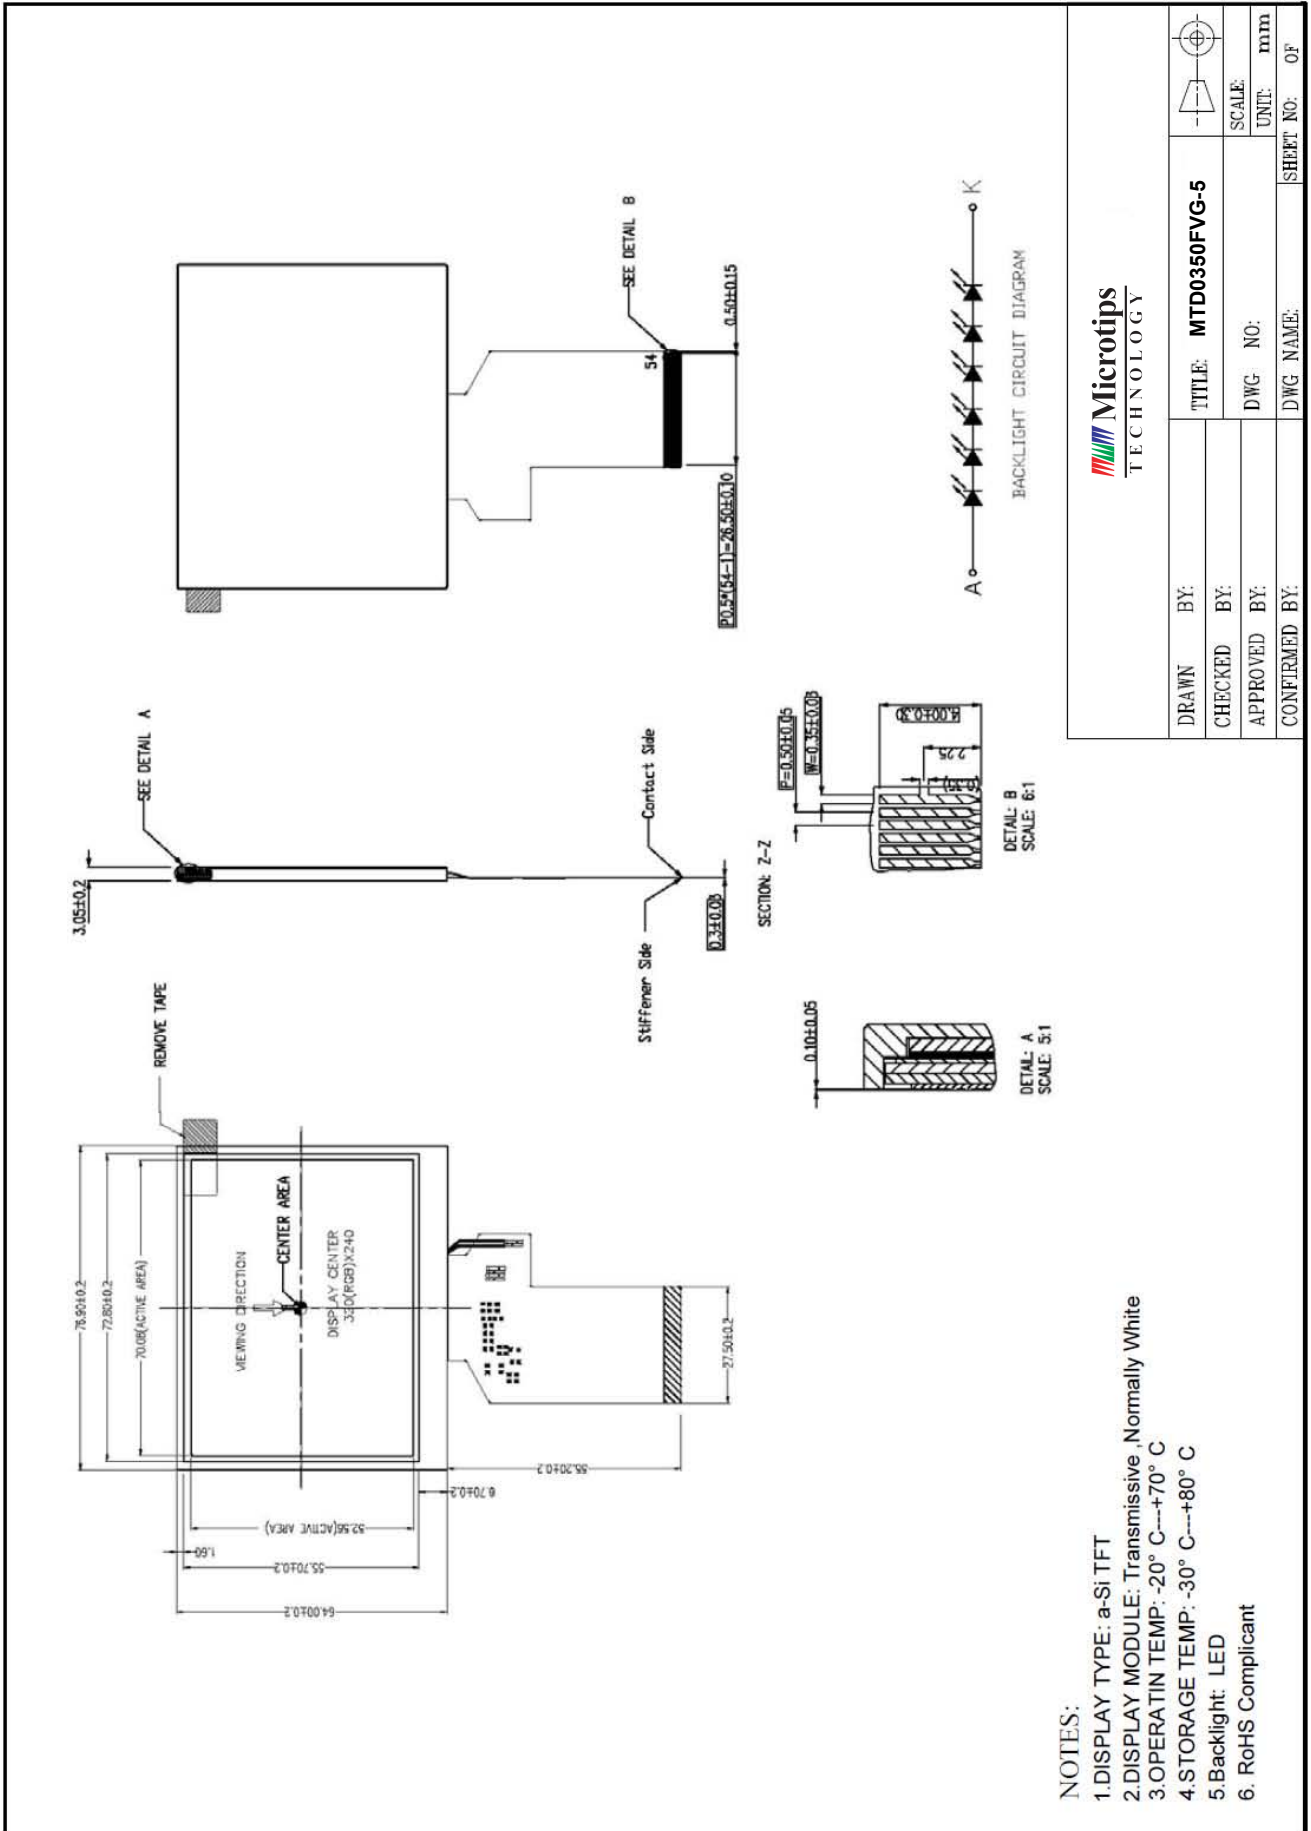 76.90±0.2
72.80±0.2
70.08(ACTIVE AREA)
REMOVE TAPE
VIEWING DIRECTION
CENTER AREA
DISPLAY CENTER
320(RGB)X240
1.60
64.00±0.2
55.70±0.2
52.56(ACTIVE AREA)
6.70±0.2
55.20±0.2
27.50±0.2
3.05±0.2
SEE DETAIL A
Stiffener Side
Contact Side
0.3±0.03
54
SEE DETAIL B
P0.5*(54-1)=26.50±0.10
0.50±0.15
0.10±0.05
DETAIL: A
SCALE: 5:1
SECTION: Z-Z
P=0.50±0.05
W=0.35±0.03
4.00±0.30
2.25
(0.35)
DETAIL: B
SCALE: 6:1
A
K
BACKLIGHT CIRCUIT DIAGRAM
NOTES:
1.DISPLAY TYPE: a-Si TFT
2.DISPLAY MODULE: Transmissive ,Normally White
3.OPERATIN TEMP: -20° C---+70° C
4.STORAGE TEMP: -30° C---+80° C
5.Backlight: LED
6. RoHS Complicant
Microtips
TECHNOLOGY
DRAWN BY:
CHECKED BY:
APPROVED BY:
CONFIRMED BY:
TITLE: MTD0350FVG-5
DWG NO:
DWG NAME:
SCALE:
UNIT: mm
SHEET NO: OF